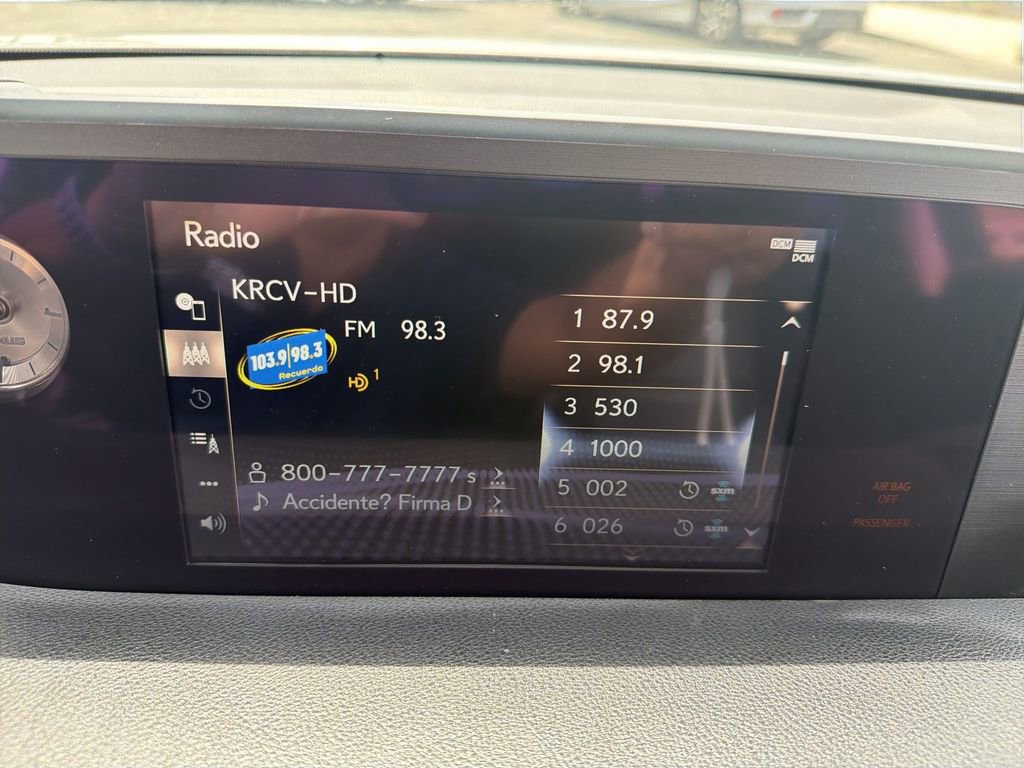 Radio
DCM
DCM
KRCV-HD
FM 98.3
103.9|98.3
Recuerdo
HD 1
800-777-7777 s
Accidente? Firma D
1 87.9
2 98.1
3 530
4 1000
5 002 sxm
6 026 sxm
AIR BAG
OFF
PASSENGER